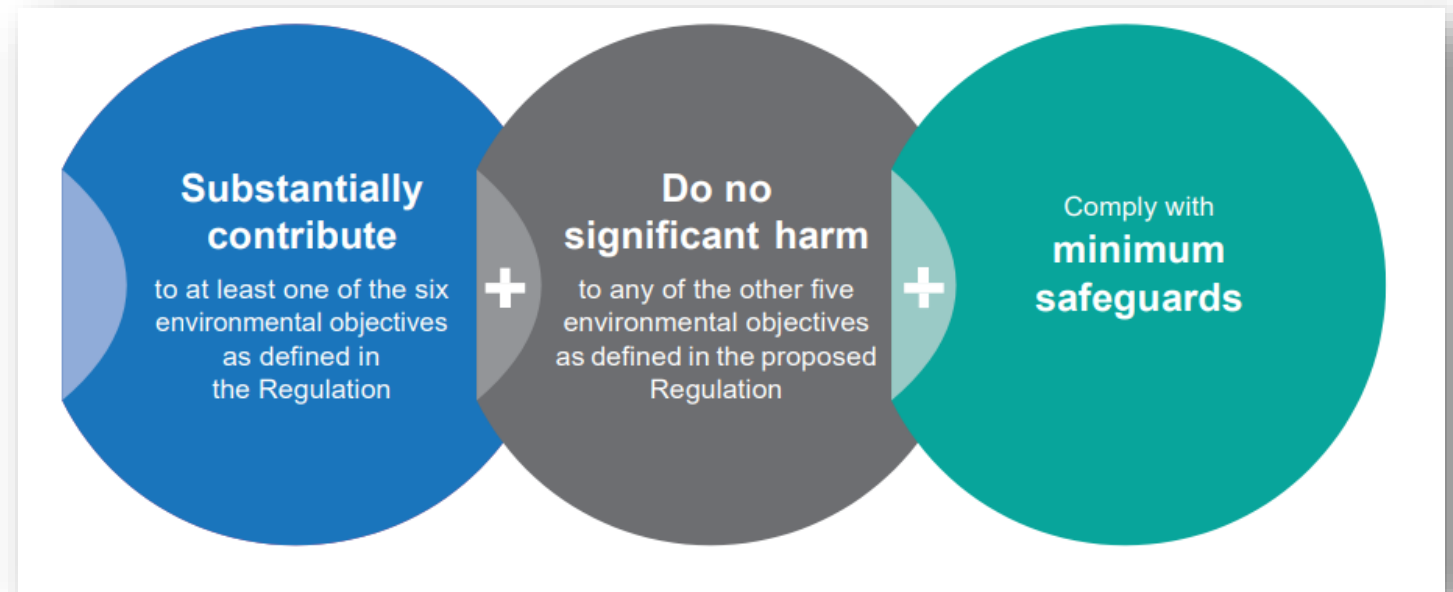 Substantially
contribute
to at least one of the six
environmental objectives
as defined in
the Regulation
+
Do no
significant harm
to any of the other five
environmental objectives
as defined in the proposed
Regulation
+
Comply with
minimum
safeguards